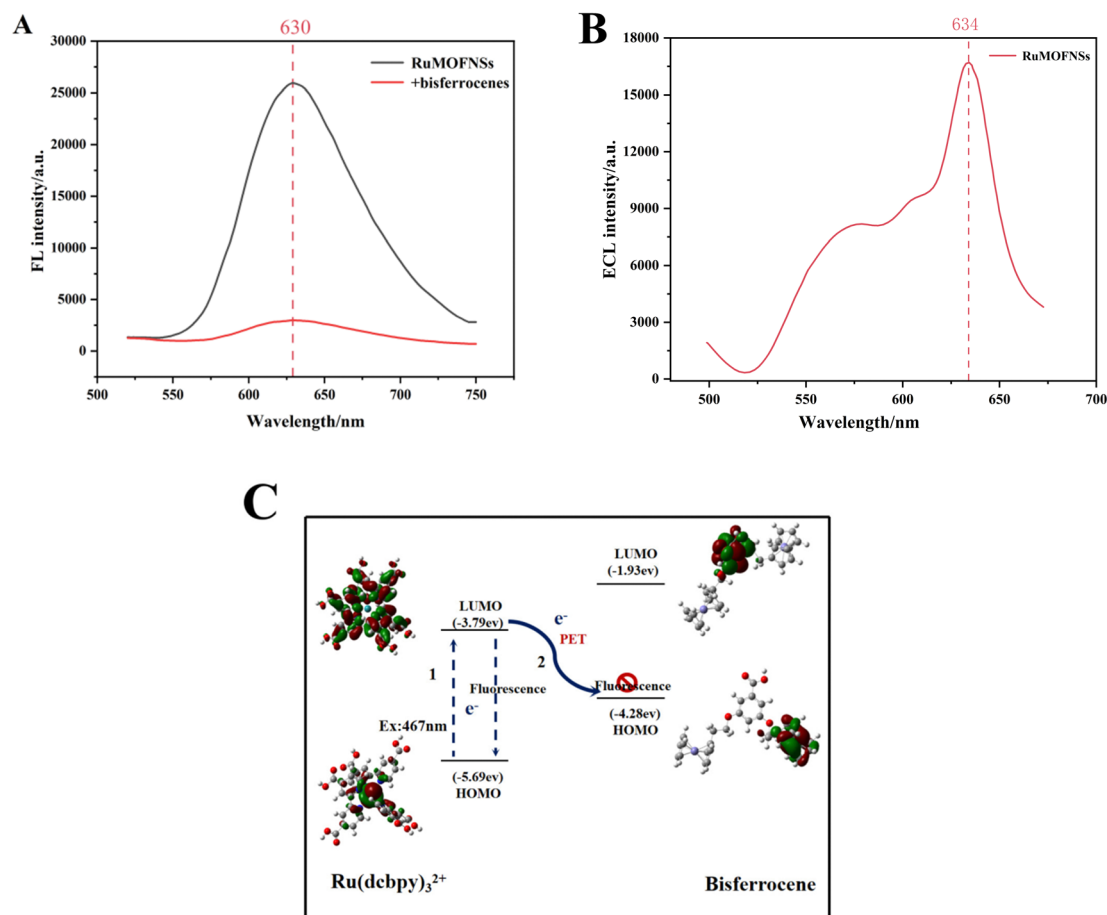 A
630
30000
25000
20000
15000
10000
5000
0
FL intensity/a.u.
RuMOFNSs
+bisferrocenes
500
550
600
650
700
750
Wavelength/nm
B
634
18000
15000
12000
9000
6000
3000
0
ECL intensity/a.u.
RuMOFNSs
500
550
600
650
700
Wavelength/nm
C
LUMO
(-3.79ev)
1
2
e⁻
PET
Fluorescence
e⁻
Ex:467nm
(-5.69ev)
HOMO
Ru(dcbpy)₃²⁺
LUMO
(-1.93ev)
Fluorescence
(-4.28ev)
HOMO
Bisferrocene